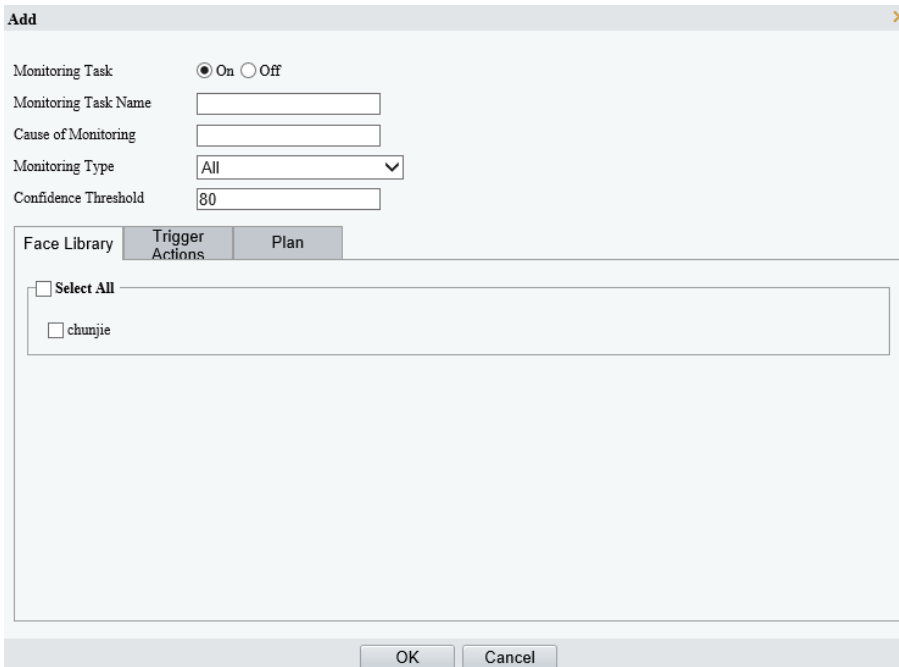 Add
Monitoring Task On Off
Monitoring Task Name
Cause of Monitoring
Monitoring Type All
Confidence Threshold 80
Face Library Trigger Actions Plan
Select All
chunjie
OK Cancel